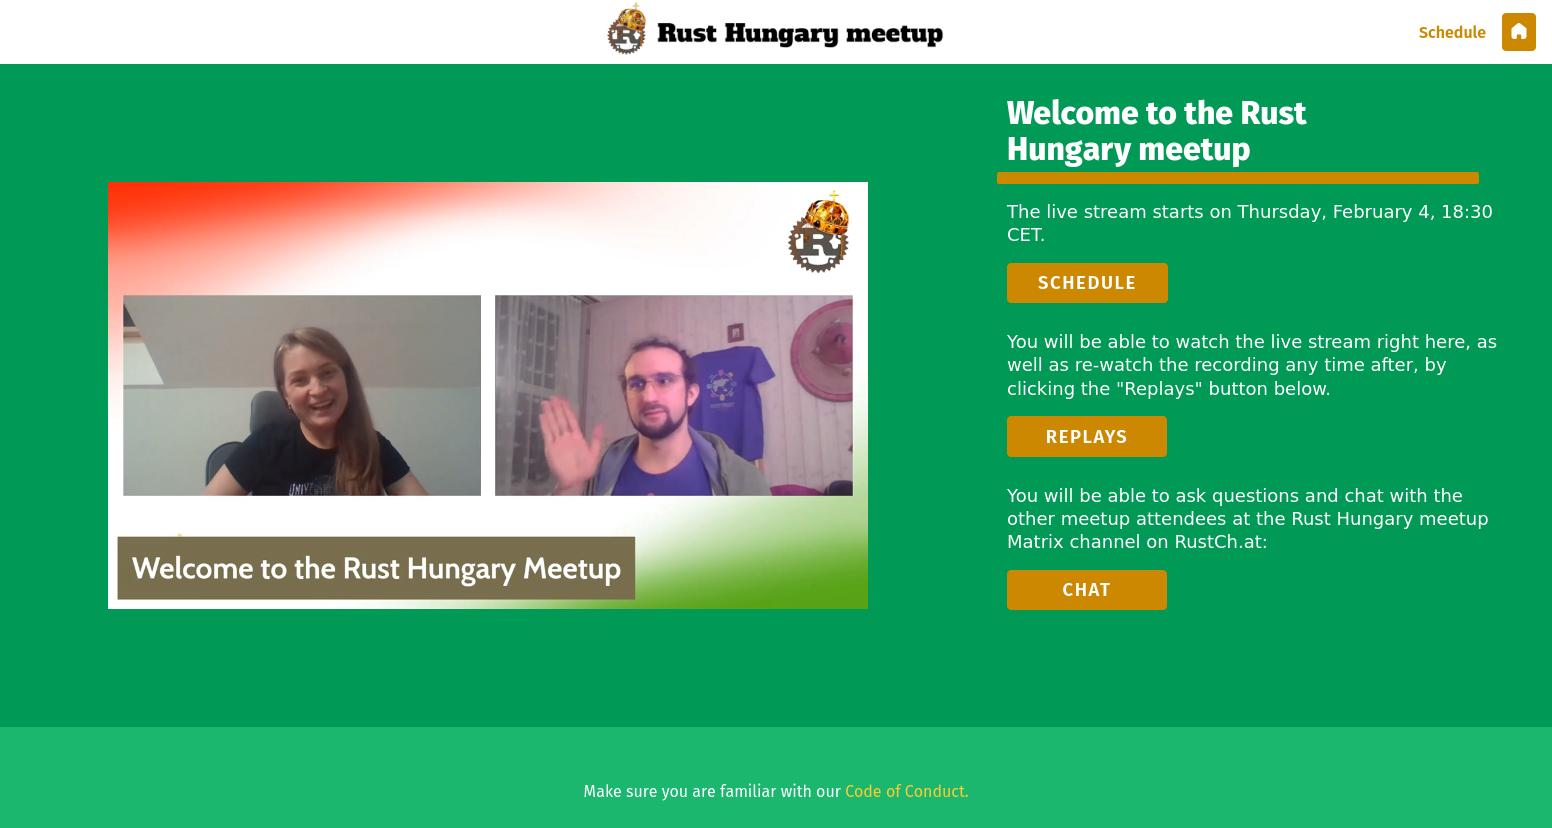 Rust Hungary meetup
Schedule
Welcome to the Rust
Hungary meetup
The live stream starts on Thursday, February 4, 18:30
CET.
SCHEDULE
You will be able to watch the live stream right here, as
well as re-watch the recording any time after, by
clicking the "Replays" button below.
REPLAYS
You will be able to ask questions and chat with the
other meetup attendees at the Rust Hungary meetup
Matrix channel on RustCh.at:
CHAT
R
Welcome to the Rust Hungary Meetup
Make sure you are familiar with our Code of Conduct.